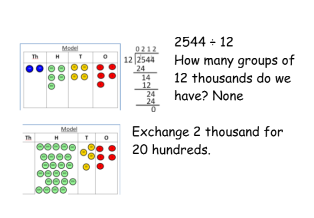 Model
Th H T O
0 2 1 2
12 2544
24
14
12
24
24
0
2544 ÷ 12
How many groups of
12 thousands do we
have? None
Model
Th H T O
Exchange 2 thousand for
20 hundreds.